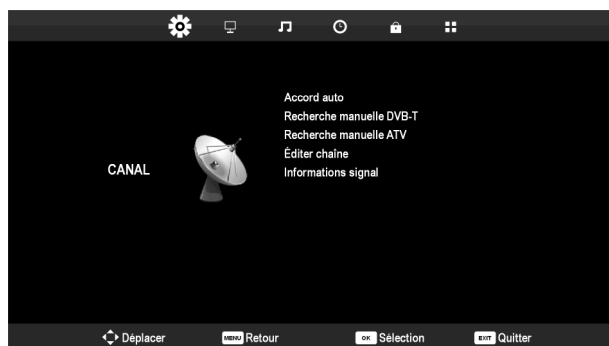 Accord auto
Recherche manuelle DVB-T
Recherche manuelle ATV
Éditer chaîne
Informations signal
CANAL
Déplacer MENU Retour OK Sélection EXIT Quitter